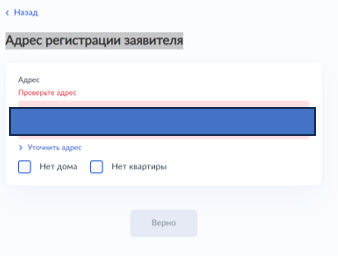 Назад
Адрес регистрации заявителя
Адрес
Проверьте адрес
Уточнить адрес
Нет дома Нет квартиры
Верно